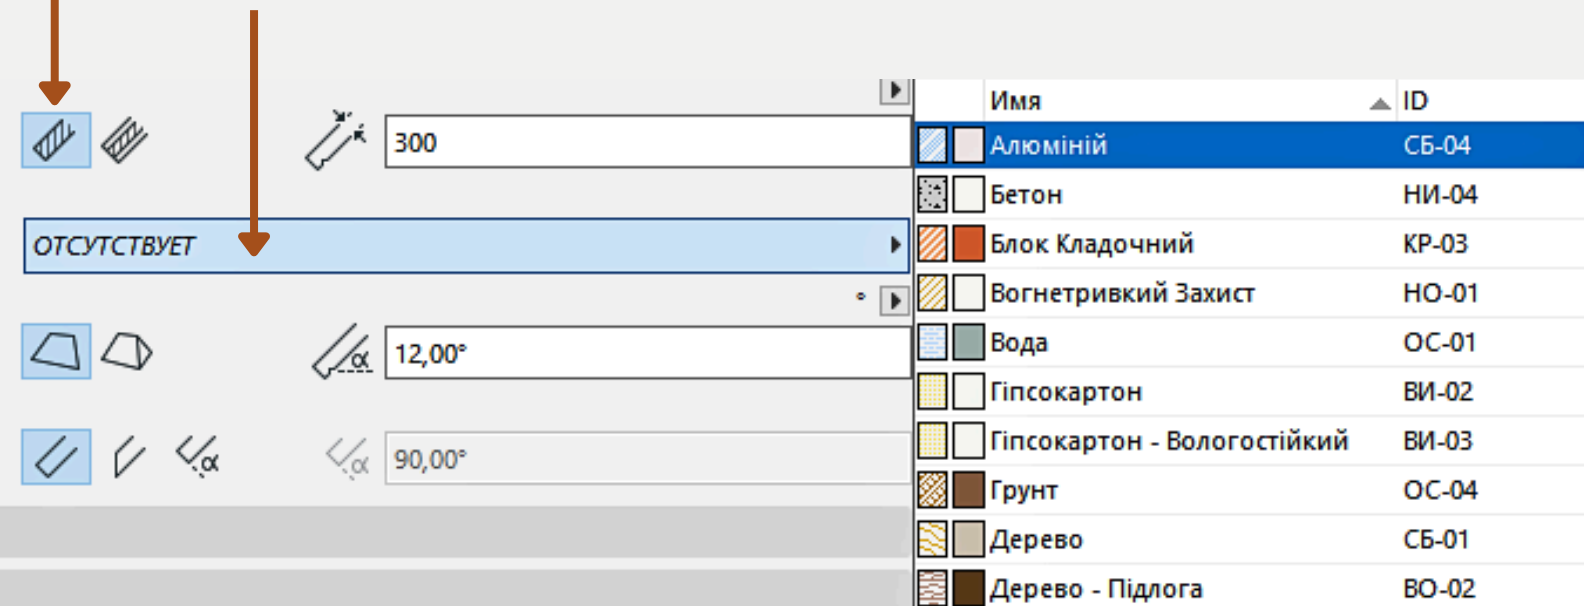 Имя ID
300
Алюміній СБ-04
Бетон НИ-04
ОТСУТСТВУЕТ
Блок Кладочний КР-03
°
Вогнетривкий Захист НО-01
12,00°
α
Вода ОС-01
Гіпсокартон ВИ-02
90,00°
α
α
Гіпсокартон - Вологостійкий ВИ-03
Грунт ОС-04
Дерево СБ-01
Дерево - Підлога ВО-02